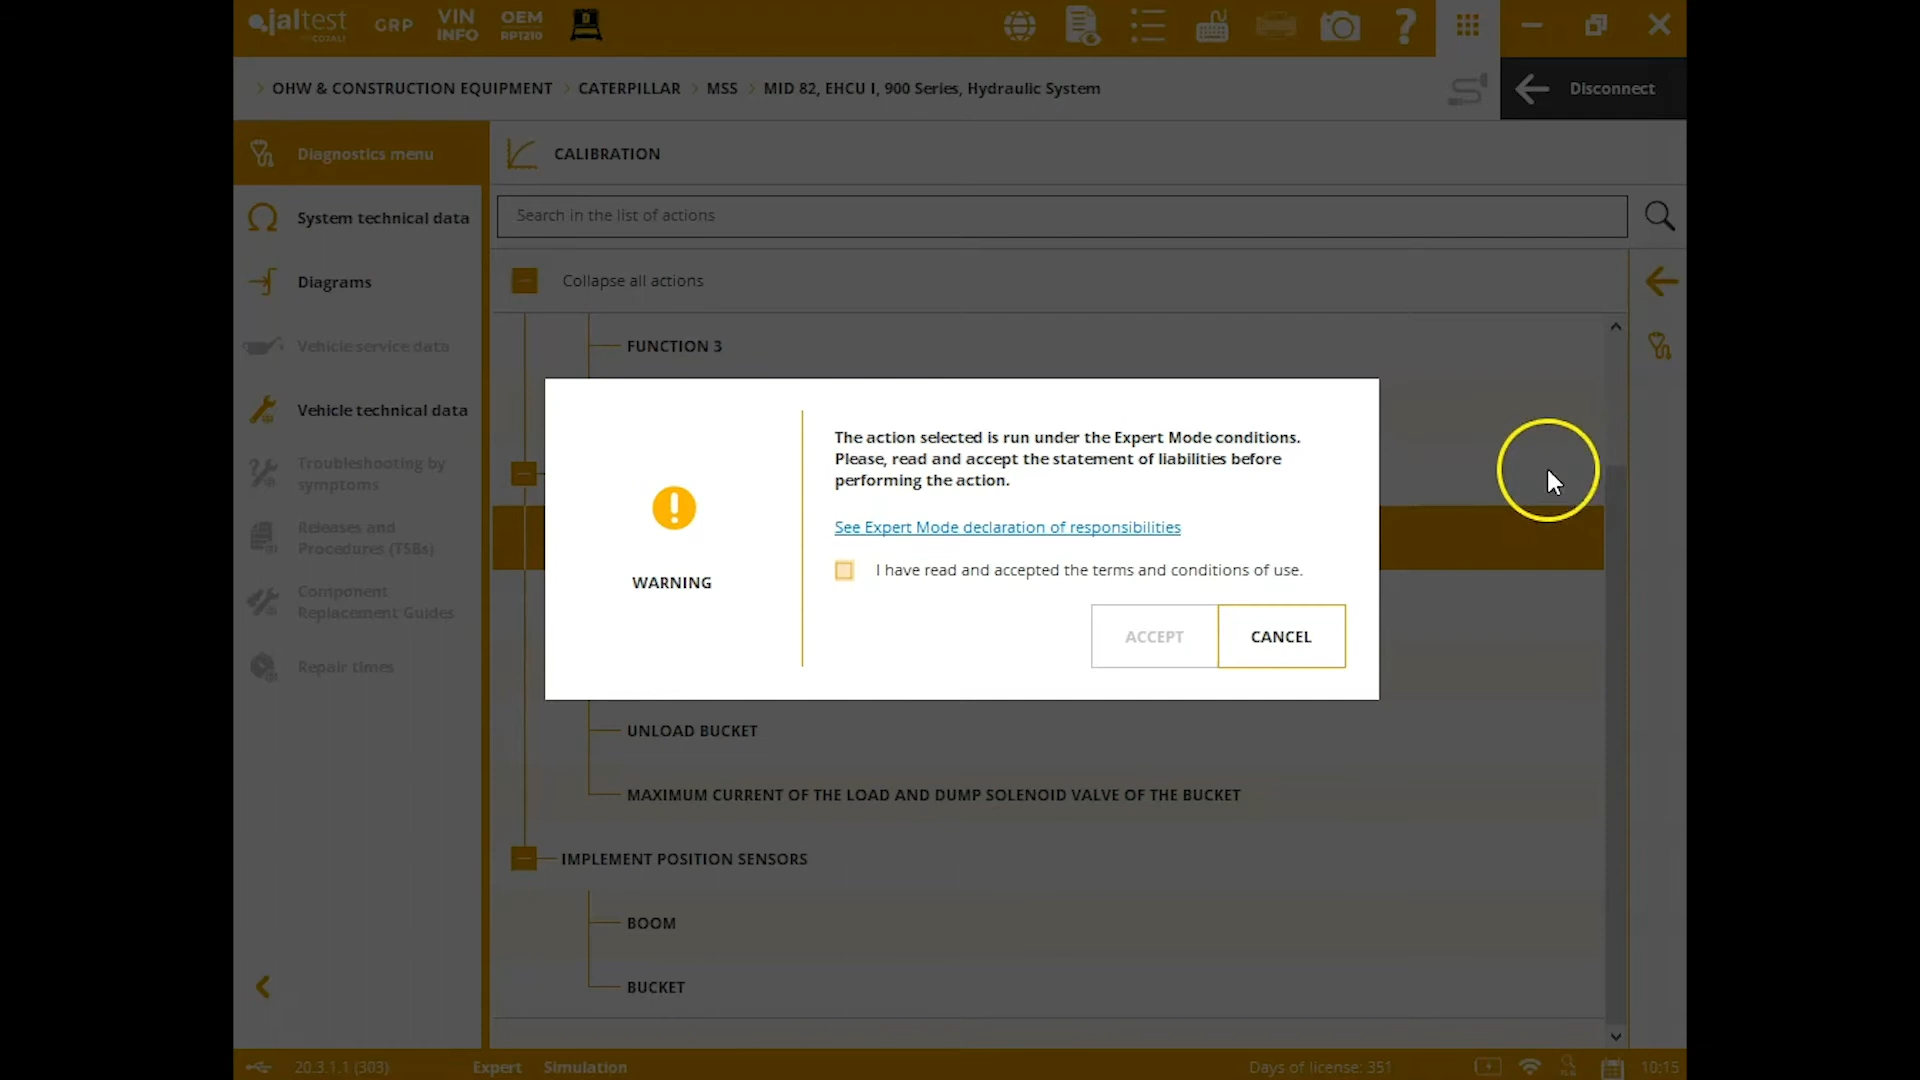 jaltest
COJALI
GRP
VIN
INFO
OEM
RP1210
D
OHW & CONSTRUCTION EQUIPMENT > CATERPILLAR > MSS > MID 82, EHCU I, 900 Series, Hydraulic System
Disconnect
Diagnostics menu
System technical data
Diagrams
Vehicle service data
Vehicle technical data
Troubleshooting by
symptoms
Releases and
Procedures (TSBs)
Component
Replacement Guides
Repair times
CALIBRATION
Search in the list of actions
Collapse all actions
FUNCTION 3
WARNING
The action selected is run under the Expert Mode conditions.
Please, read and accept the statement of liabilities before
performing the action.
See Expert Mode declaration of responsibilities
I have read and accepted the terms and conditions of use.
ACCEPT
CANCEL
UNLOAD BUCKET
MAXIMUM CURRENT OF THE LOAD AND DUMP SOLENOID VALVE OF THE BUCKET
IMPLEMENT POSITION SENSORS
BOOM
BUCKET
20.3.1.1 (303)
Expert
Simulation
Days of license: 351
10:15